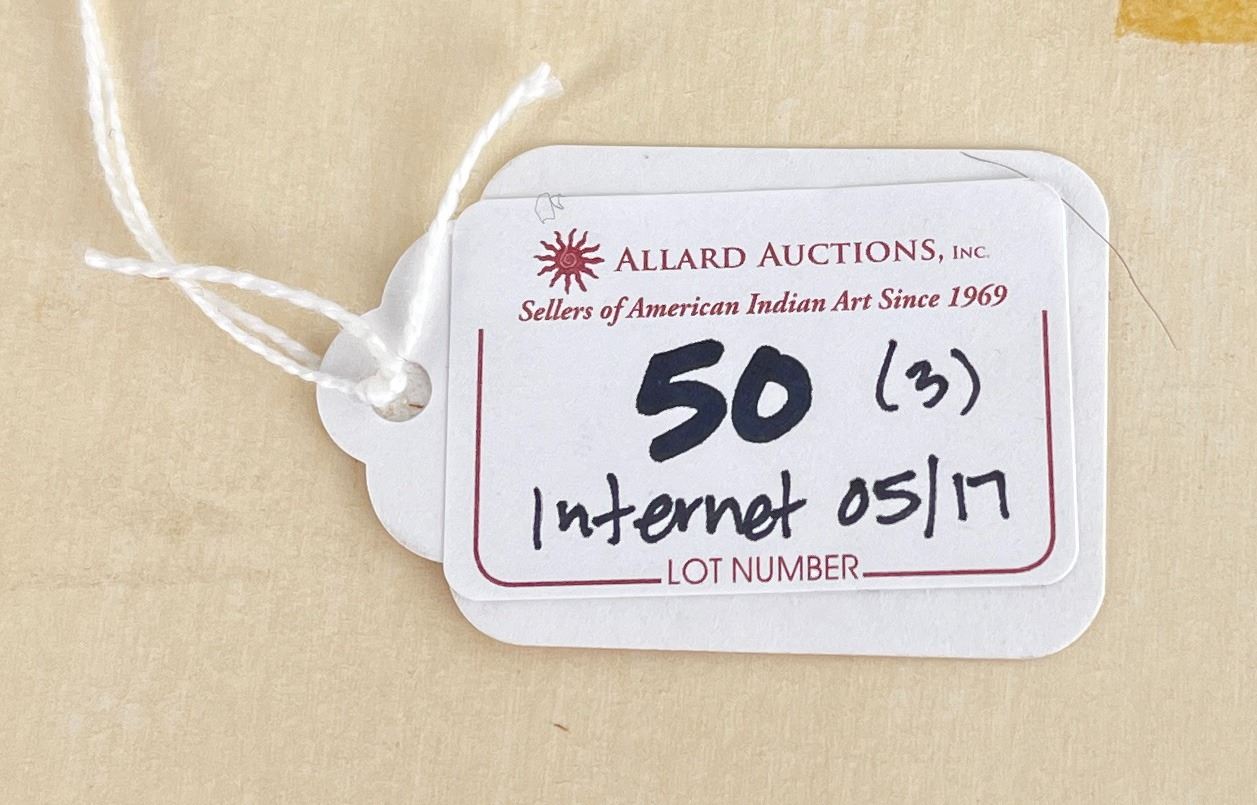 ALLARD AUCTIONS, INC.
Sellers of American Indian Art Since 1969
50 (3)
Internet 05/17
LOT NUMBER